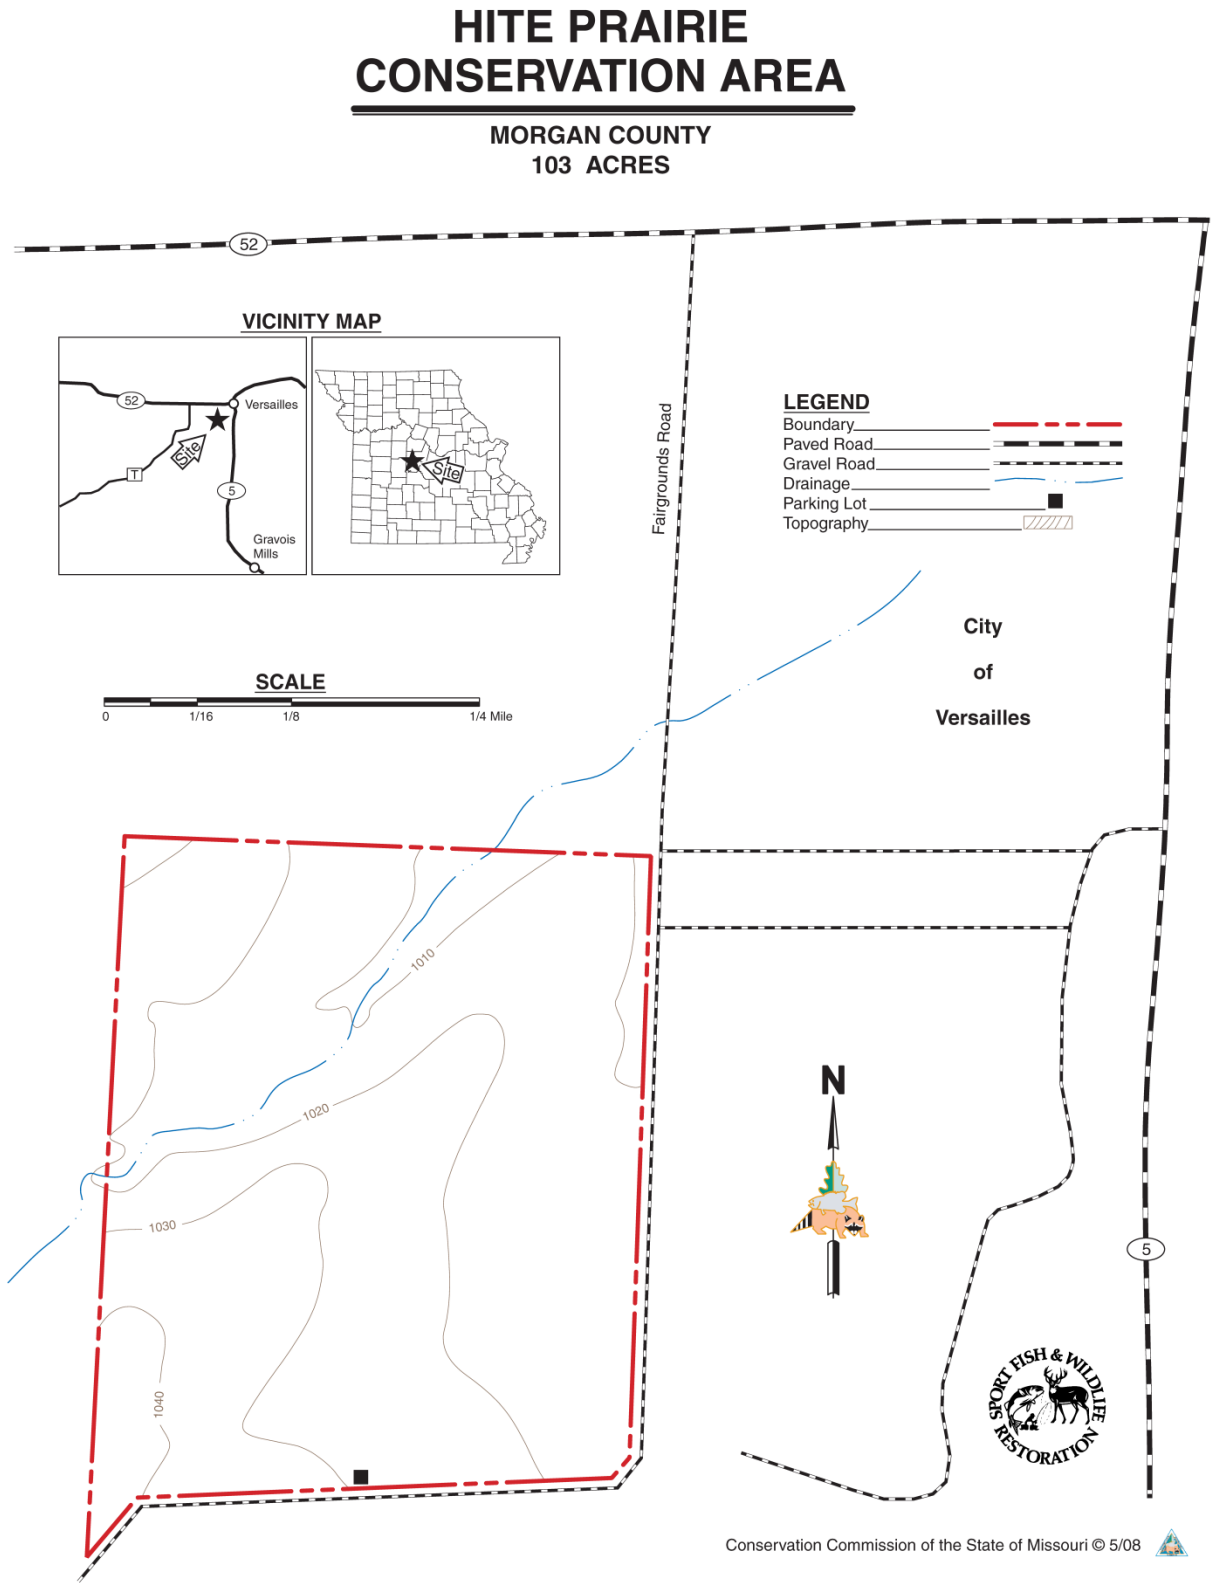 HITE PRAIRIE
CONSERVATION AREA
MORGAN COUNTY
103 ACRES
52
VICINITY MAP
52
Versailles
Site
T
5
Gravois
Mills
Site
Fairgrounds Road
LEGEND
Boundary
Paved Road
Gravel Road
Drainage
Parking Lot
Topography
City
of
Versailles
SCALE
0 1/16 1/8 1/4 Mile
1010
1020
1030
1040
N
5
SPORT FISH & WILDLIFE
RESTORATION
Conservation Commission of the State of Missouri © 5/08